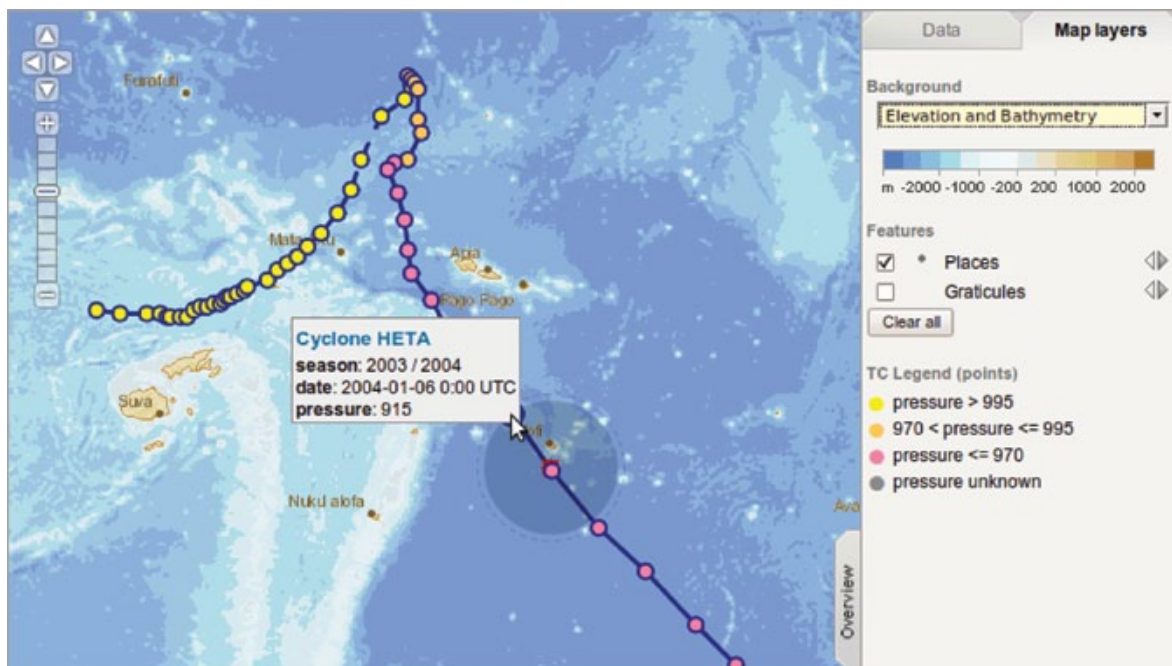 Data
Map layers
Background
Elevation and Bathymetry
m -2000 -1000 -200 200 1000 2000
Features
Places
Graticules
Clear all
TC Legend (points)
pressure > 995
970 < pressure <= 995
pressure <= 970
pressure unknown
Overview
Funafuti
Apia
Pago Pago
Cyclone HETA
season: 2003 / 2004
date: 2004-01-06 0:00 UTC
pressure: 915
Suva
Nuku alofa
Ava